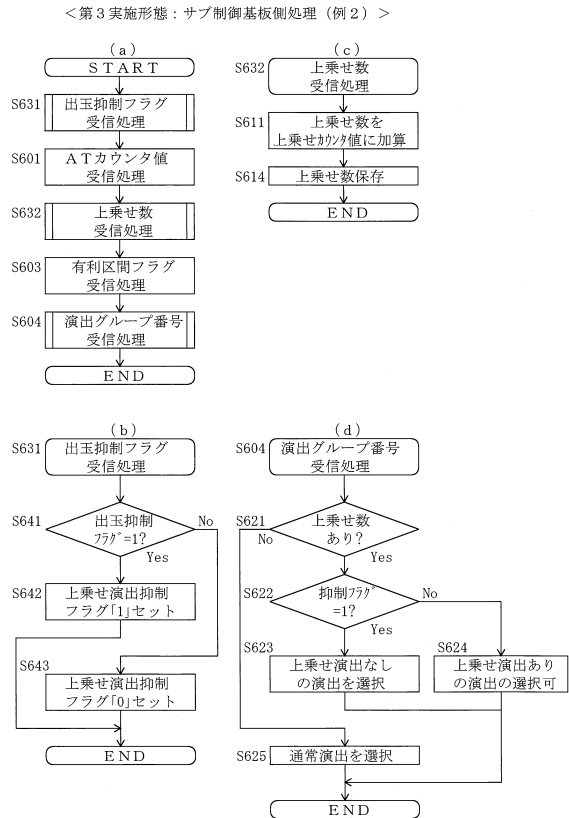 ＜第３実施形態：サブ制御基板側処理（例２）＞
（a）
ＳＴＡＲＴ
S631
出玉抑制フラグ
受信処理
S601
ＡＴカウンタ値
受信処理
S632
上乗せ数
受信処理
S603
有利区間フラグ
受信処理
S604
演出グループ番号
受信処理
ＥＮＤ
（c）
S632
上乗せ数
受信処理
S611
上乗せ数を
上乗せｶｳﾝﾀ値に加算
S614
上乗せ数保存
ＥＮＤ
（b）
S631
出玉抑制フラグ
受信処理
S641
出玉抑制
ﾌﾗｸﾞ=1?
No
Yes
S642
上乗せ演出抑制
フラグ「1」セット
S643
上乗せ演出抑制
フラグ「0」セット
ＥＮＤ
（d）
S604
演出グループ番号
受信処理
S621
上乗せ数
あり？
No
Yes
S622
抑制ﾌﾗｸﾞ
=1?
No
Yes
S623
上乗せ演出なし
の演出を選択
S624
上乗せ演出あり
の演出の選択可
S625
通常演出を選択
ＥＮＤ